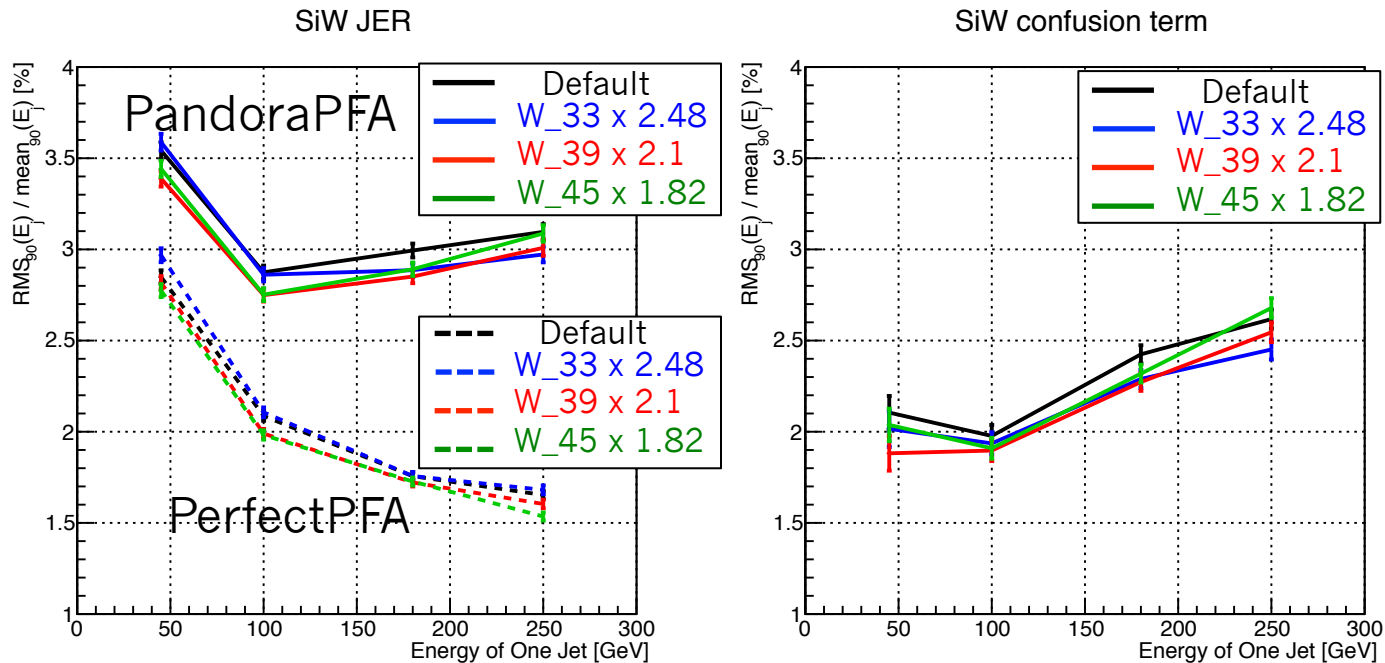 SiW JER
RMS90(Ej) / mean90(Ej) [%]
4
3.5
3
2.5
2
1.5
1
PandoraPFA
Default
W_33 x 2.48
W_39 x 2.1
W_45 x 1.82
Default
W_33 x 2.48
W_39 x 2.1
W_45 x 1.82
PerfectPFA
0 50 100 150 200 250 300
Energy of One Jet [GeV]
SiW confusion term
RMS90(Ej) / mean90(Ej) [%]
4
3.5
3
2.5
2
1.5
1
Default
W_33 x 2.48
W_39 x 2.1
W_45 x 1.82
0 50 100 150 200 250 300
Energy of One Jet [GeV]